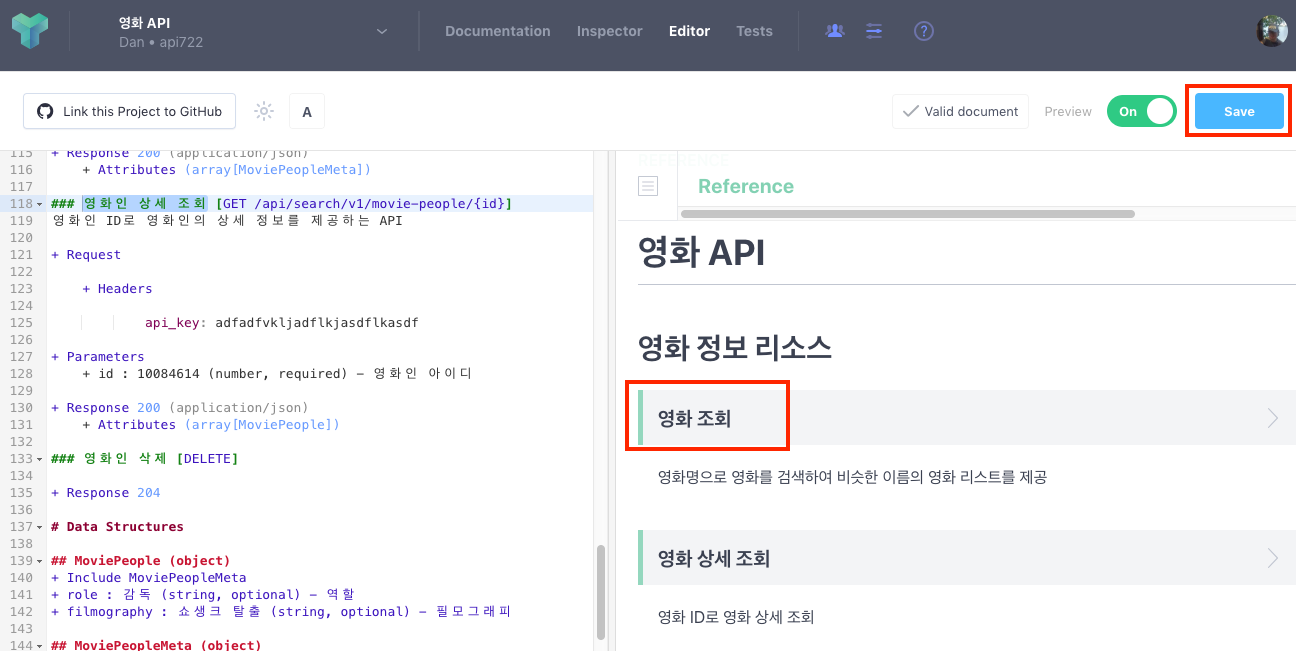 영화 API
Dan • api722
Documentation
Inspector
Editor
Tests
?
Link this Project to GitHub
A
Valid document
Preview
On
Save
115 + Response 200 (application/json)
116 + Attributes (array[MoviePeopleMeta])
117
118 ### 영화인 상세 조회 [GET /api/search/v1/movie-people/{id}]
119 영화인 ID로 영화인의 상세 정보를 제공하는 API
120
121 + Request
122
123 + Headers
124
125 api_key: adfadfvkljadflkjasdflkasdf
126
127 + Parameters
128 + id : 10084614 (number, required) - 영화인 아이디
129
130 + Response 200 (application/json)
131 + Attributes (array[MoviePeople])
132
133 ### 영화인 삭제 [DELETE]
134
135 + Response 204
136
137 # Data Structures
138
139 ## MoviePeople (object)
140 + Include MoviePeopleMeta
141 + role : 감독 (string, optional) - 역할
142 + filmography : 쇼생크 탈출 (string, optional) - 필모그래피
143
144 ## MoviePeopleMeta (object)
REFERENCE
Reference
영화 API
영화 정보 리소스
영화 조회
영화명으로 영화를 검색하여 비슷한 이름의 영화 리스트를 제공
영화 상세 조회
영화 ID로 영화 상세 조회